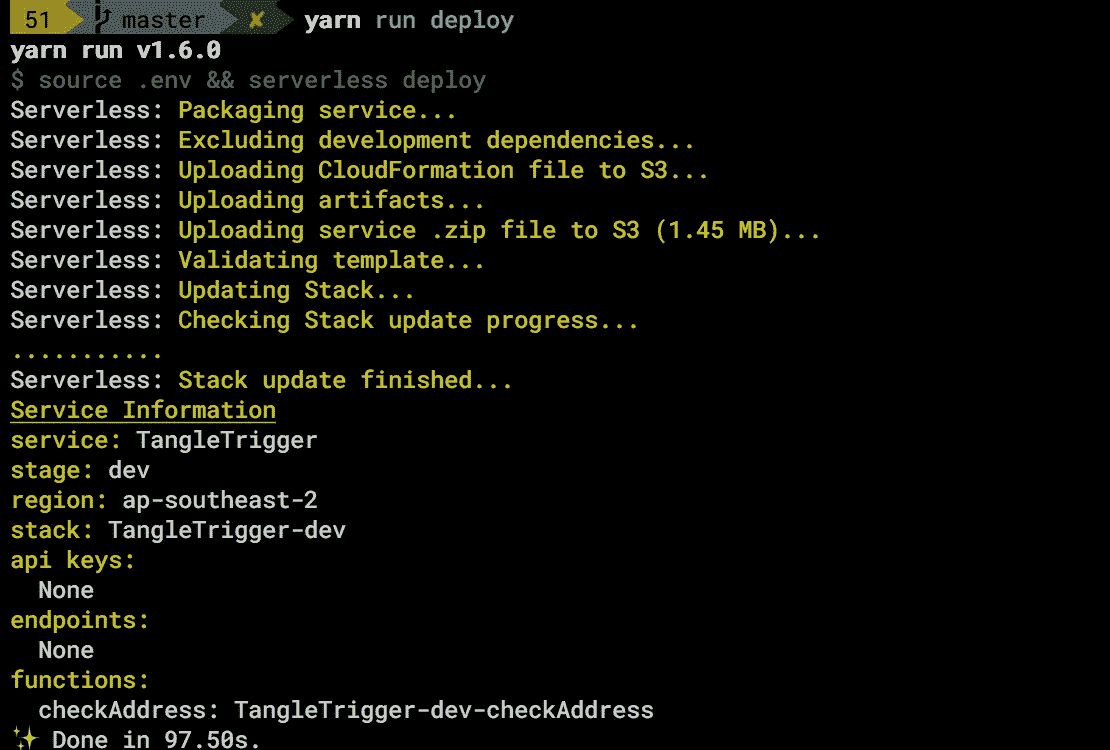 51 master ✘ yarn run deploy
yarn run v1.6.0
$ source .env && serverless deploy
Serverless: Packaging service...
Serverless: Excluding development dependencies...
Serverless: Uploading CloudFormation file to S3...
Serverless: Uploading artifacts...
Serverless: Uploading service .zip file to S3 (1.45 MB)...
Serverless: Validating template...
Serverless: Updating Stack...
Serverless: Checking Stack update progress...
...........
Serverless: Stack update finished...
Service Information
service: TangleTrigger
stage: dev
region: ap-southeast-2
stack: TangleTrigger-dev
api keys:
  None
endpoints:
  None
functions:
  checkAddress: TangleTrigger-dev-checkAddress
✨ Done in 97.50s.